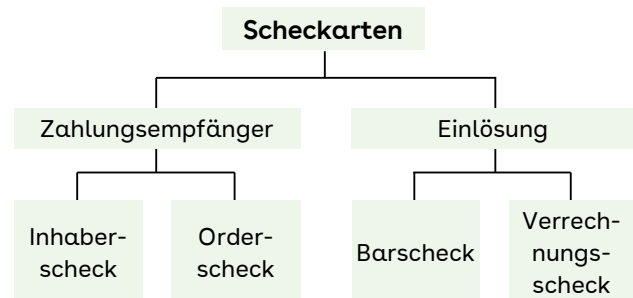 Scheckarten
Zahlungsempfänger
Einlösung
Inhaber-
scheck
Order-
scheck
Barscheck
Verrech-
nungs-
scheck